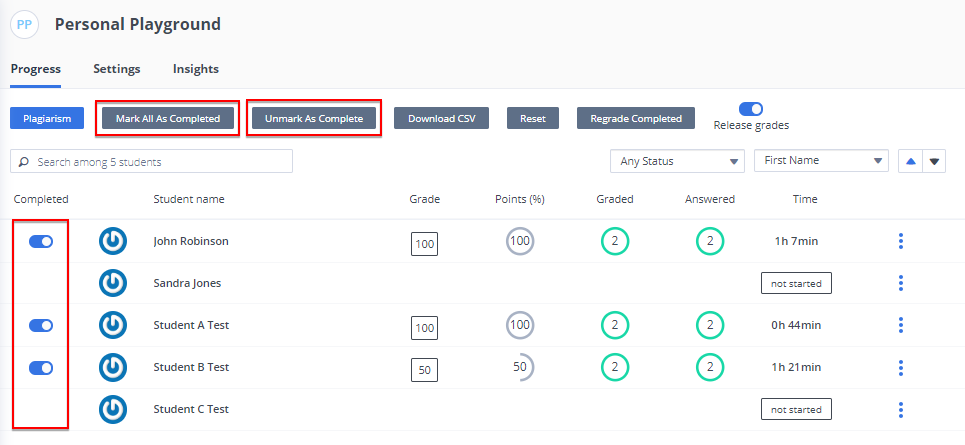 PP Personal Playground
Progress Settings Insights
Plagiarism Mark All As Completed Unmark As Complete Download CSV Reset Regrade Completed Release grades
Search among 5 students Any Status First Name
Completed Student name Grade Points (%) Graded Answered Time
John Robinson 100 100 2 2 1h 7min
Sandra Jones not started
Student A Test 100 100 2 2 0h 44min
Student B Test 50 50 2 2 1h 21min
Student C Test not started